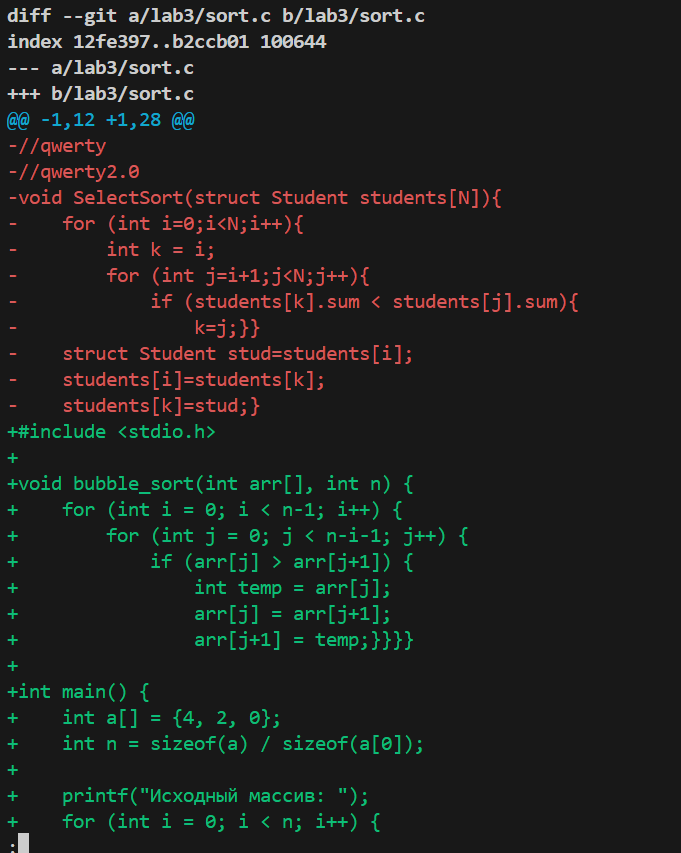 diff --git a/lab3/sort.c b/lab3/sort.c
index 12fe397..b2ccb01 100644
--- a/lab3/sort.c
+++ b/lab3/sort.c
@@ -1,12 +1,28 @@
-//qwerty
-//qwerty2.0
-void SelectSort(struct Student students[N]){
-    for (int i=0;i<N;i++){
-        int k = i;
-        for (int j=i+1;j<N;j++){
-            if (students[k].sum < students[j].sum){
-                k=j;}}
-    struct Student stud=students[i];
-    students[i]=students[k];
-    students[k]=stud;}
+#include <stdio.h>
+
+void bubble_sort(int arr[], int n) {
+    for (int i = 0; i < n-1; i++) {
+        for (int j = 0; j < n-i-1; j++) {
+            if (arr[j] > arr[j+1]) {
+                int temp = arr[j];
+                arr[j] = arr[j+1];
+                arr[j+1] = temp;}}}}
+
+int main() {
+    int a[] = {4, 2, 0};
+    int n = sizeof(a) / sizeof(a[0]);
+
+    printf("Исходный массив: ");
+    for (int i = 0; i < n; i++) {
: